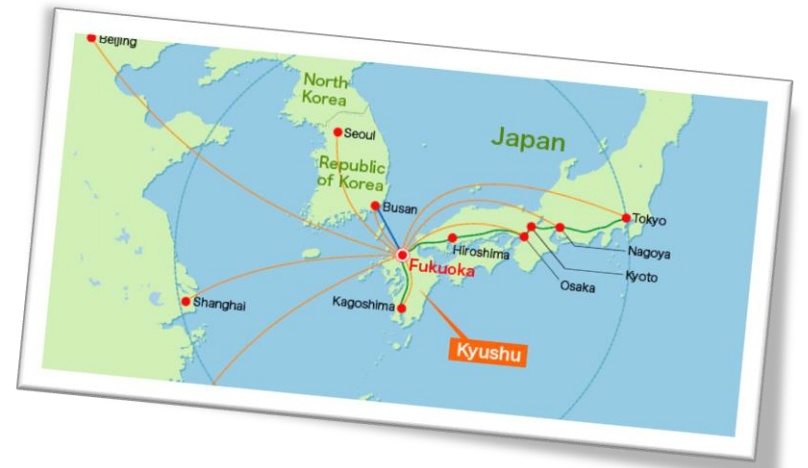 Beijing
North
Korea
Seoul
Japan
Republic
of Korea
Busan
Tokyo
Hiroshima
Nagoya
Fukuoka
Kyoto
Osaka
Shanghai
Kagoshima
Kyushu